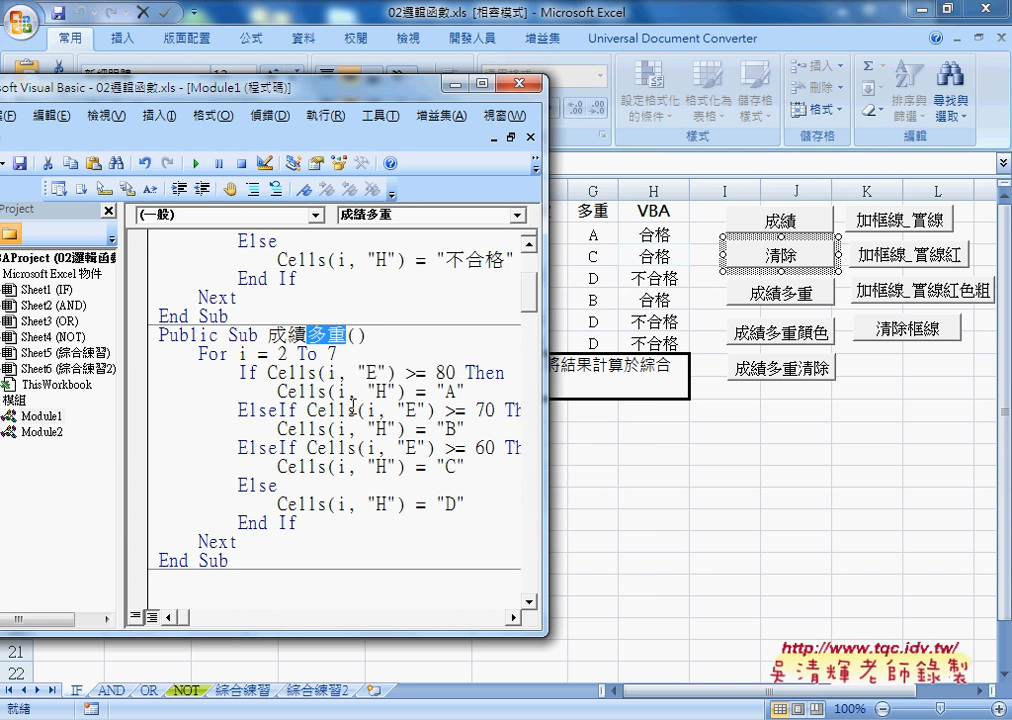 02邏輯函數.xls [相容模式] - Microsoft Excel
常用 插入 版面配置 公式 資料 校閱 檢視 開發人員 增益集 Universal Document Converter
設定格式化的條件 格式化為表格 儲存格樣式
樣式
插入
刪除
格式
儲存格
排序與篩選 尋找與選取
編輯
soft Visual Basic - 02邏輯函數.xls - [Module1 (程式碼)]
編輯(E) 檢視(V) 插入(I) 格式(O) 偵錯(D) 執行(R) 工具(T) 增益集(A) 視窗(W)
Project
BAProject (02邏輯函數
Microsoft Excel 物件
Sheet1 (IF)
Sheet2 (AND)
Sheet3 (OR)
Sheet4 (NOT)
Sheet5 (綜合練習)
Sheet6 (綜合練習2)
ThisWorkbook
模組
Module1
Module2
(一般) 成績多重
Else
Cells(i, "H") = "不合格"
End If
Next
End Sub
Public Sub 成績多重()
For i = 2 To 7
If Cells(i, "E") >= 80 Then
Cells(i, "H") = "A"
ElseIf Cells(i, "E") >= 70 Th
Cells(i, "H") = "B"
ElseIf Cells(i, "E") >= 60 Th
Cells(i, "H") = "C"
Else
Cells(i, "H") = "D"
End If
Next
End Sub
G H I J K L
多重 VBA
A 合格
C 合格
D 不合格
B 合格
D 不合格
D 不合格
將結果計算於綜合
成績 加框線_實線
清除 加框線_實線紅
成績多重 加框線_實線紅色粗
成績多重顏色 清除框線
成績多重清除
21
22
http://www.tqc.idv.tw/
吳清輝老師錄製
IF AND OR NOT 綜合練習 綜合練習2
就緒
100%